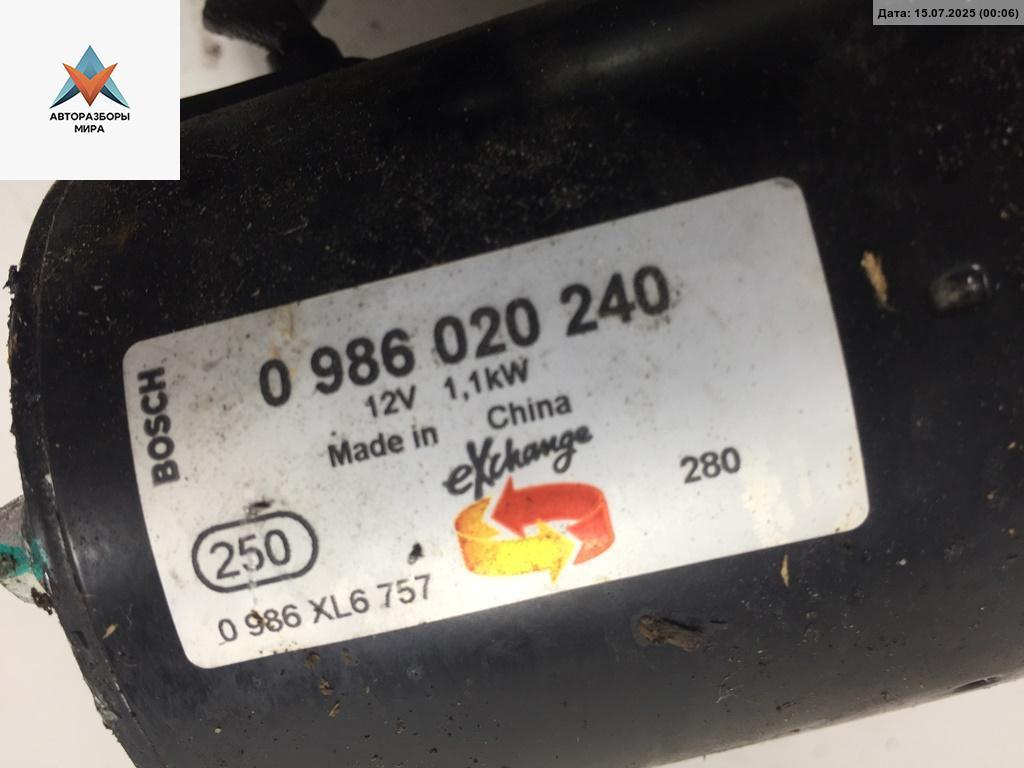 Дата: 15.07.2025 (00:06)
АВТОРАЗБОРЫ
МИРА
BOSCH
0 986 020 240
12V 1,1kW
Made in China
eXchange
280
250
0 986 XL6 757